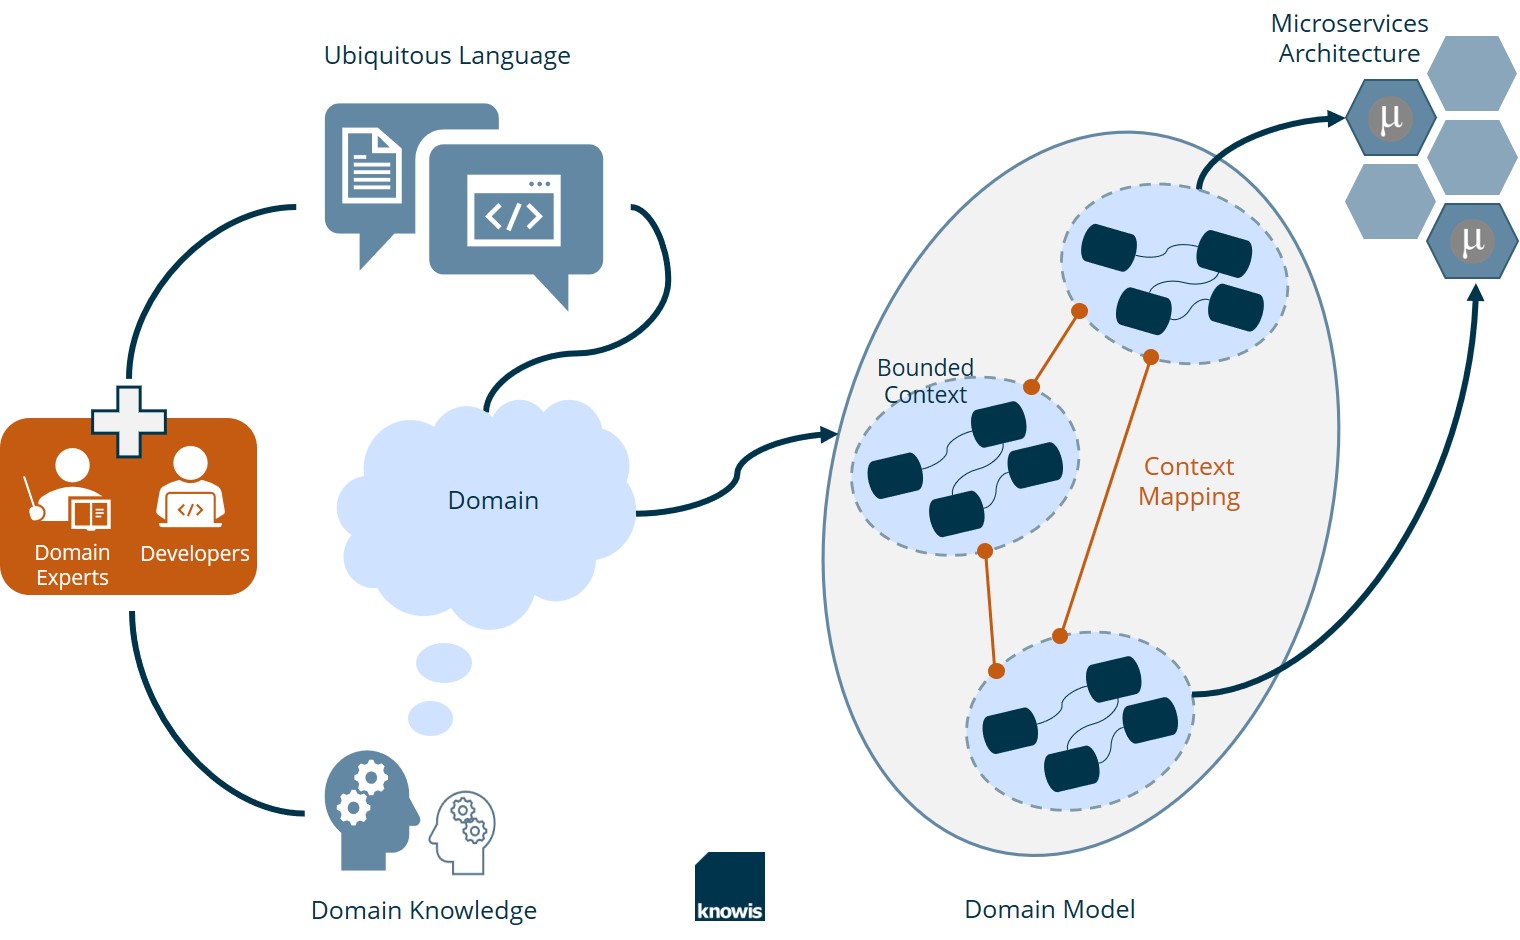 Ubiquitous Language
</>
Microservices
Architecture
μ
μ
Domain
Experts
Developers
</>
Domain
Bounded
Context
Context
Mapping
Domain Knowledge
knowis
Domain Model